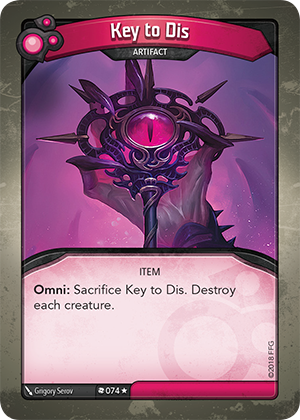 Key to Dis
ARTIFACT
ITEM
Omni: Sacrifice Key to Dis. Destroy
each creature.
Grigory Serov
074 ★
©2018 FFG